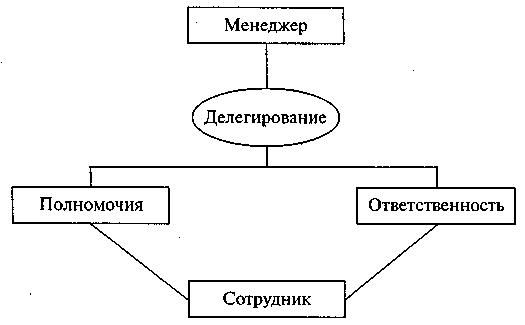 Менеджер
Делегирование
Полномочия
Ответственность
Сотрудник